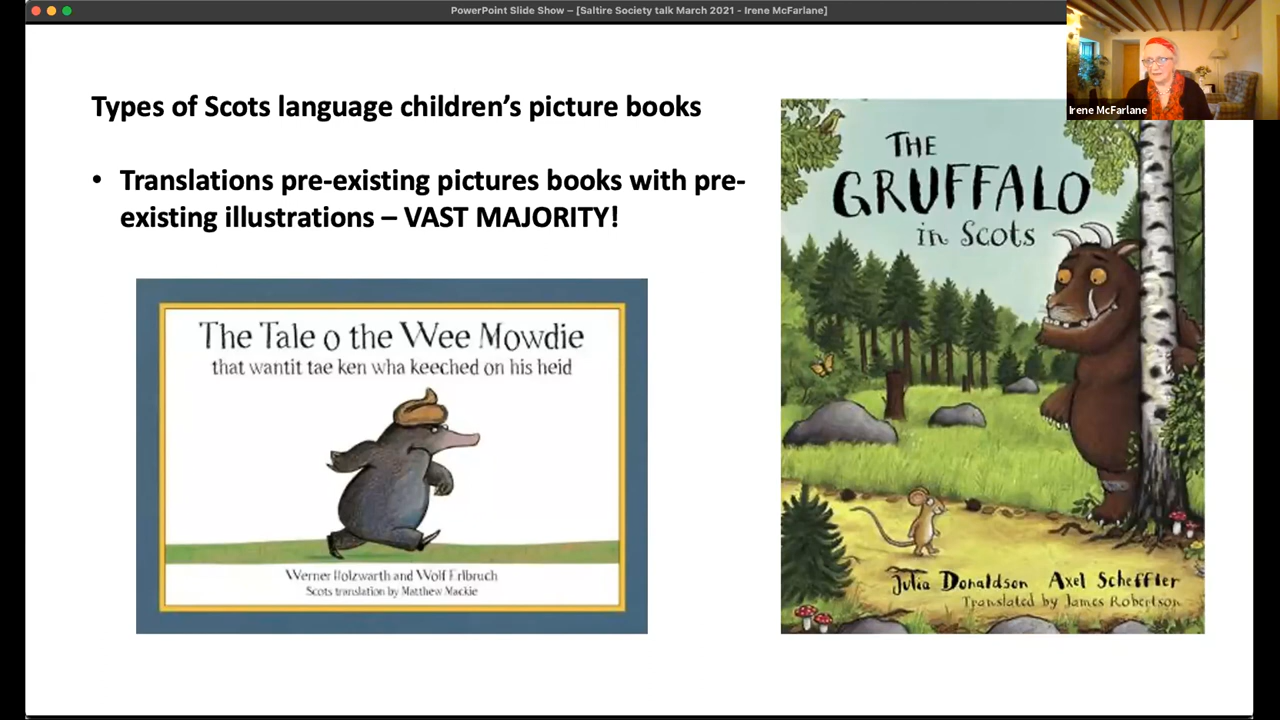 PowerPoint Slide Show – [Saltire Society talk March 2021 - Irene McFarlane]
Irene McFarlane
Types of Scots language children’s picture books
• Translations pre-existing pictures books with pre-
existing illustrations – VAST MAJORITY!
The Tale o the Wee Mowdie
that wantit tae ken wha keeched on his heid
Werner Holzwarth and Wolf Erlbruch
Scots translation by Matthew Mackie
THE
GRUFFALO
in Scots
Julia Donaldson Axel Scheffler
Translated by James Robertson